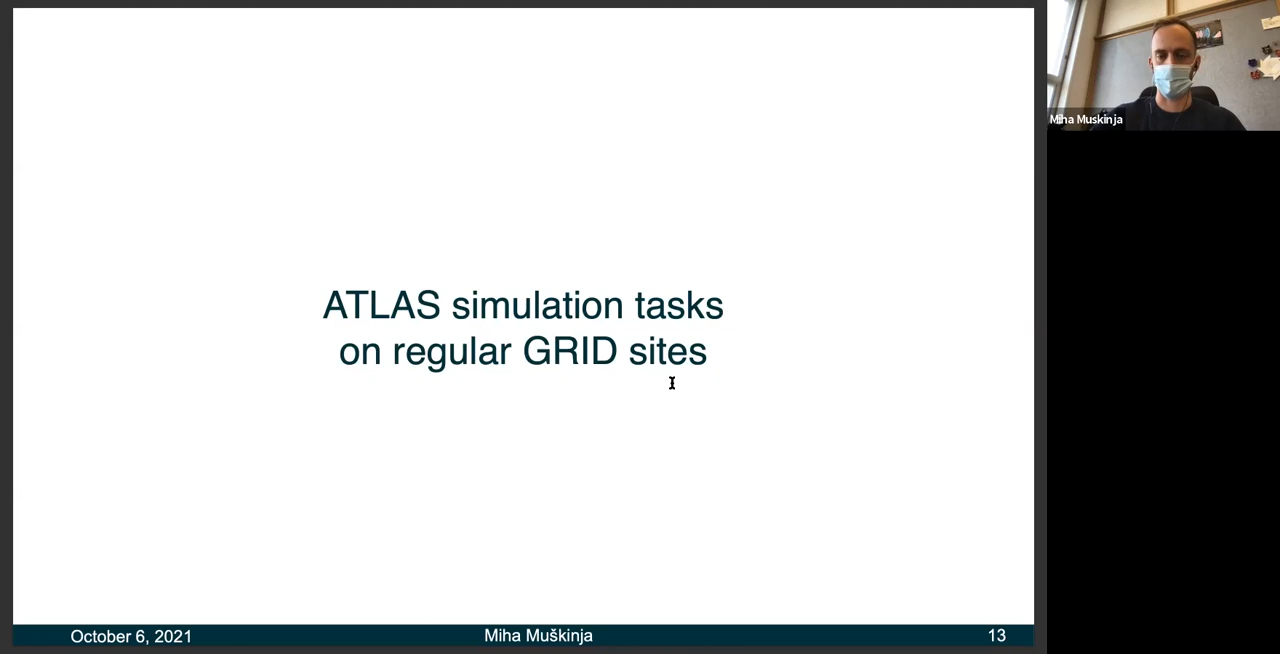 ATLAS simulation tasks
on regular GRID sites
October 6, 2021
Miha Muškinja
13
Miha Muskinja